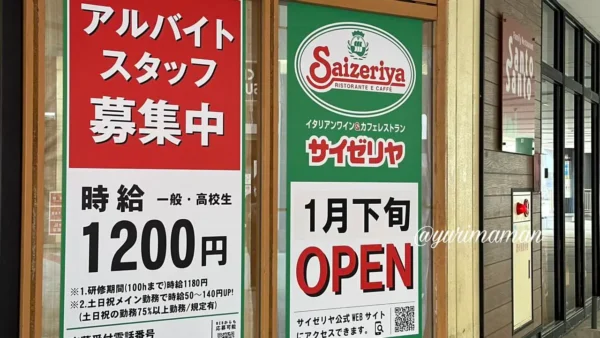 アルバイト
スタッフ
募集中
時給 一般・高校生
1200円
※1.研修期間(100hまで)時給1180円
※2.土日祝メイン勤務で時給50〜140円UP!
(土日祝の勤務75%以上勤務/規定有)
Saizeriya
RISTORANTE E CAFFÈ
イタリアンワイン&カフェレストラン
サイゼリヤ
1月下旬
OPEN
サイゼリヤ公式WEBサイト
にアクセスできます。
Santo
Santo
@yurimaman